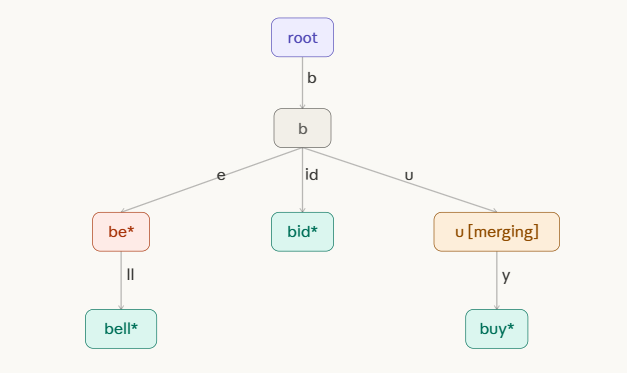 root
b
b
e
id
u
be*
bid*
u [merging]
ll
y
bell*
buy*